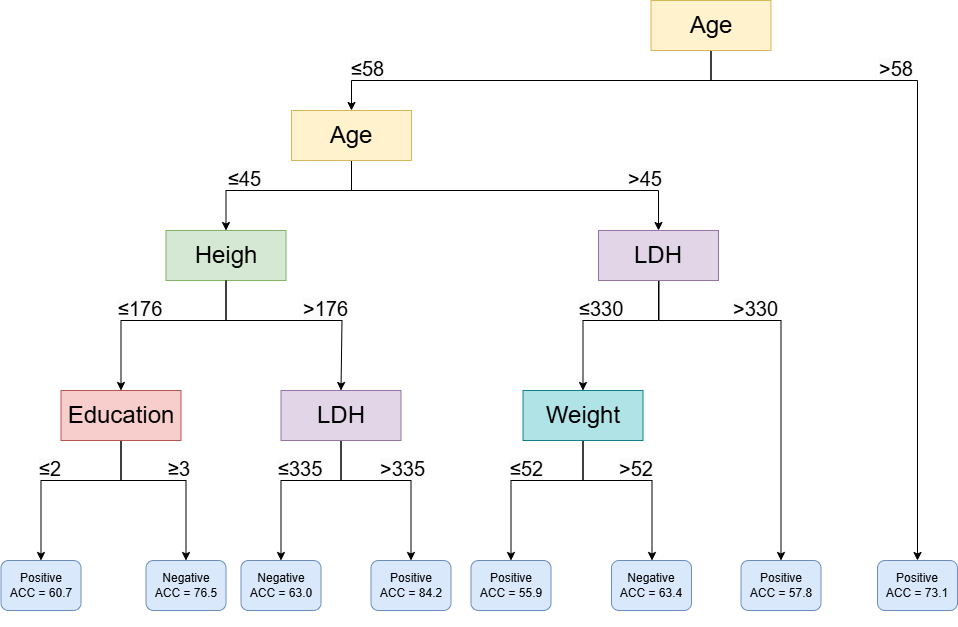 Age
≤58
>58
Age
≤45
>45
Heigh
LDH
≤176
>176
≤330
>330
Education
LDH
Weight
≤2
≥3
≤335
>335
≤52
>52
Positive
ACC = 60.7
Negative
ACC = 76.5
Negative
ACC = 63.0
Positive
ACC = 84.2
Positive
ACC = 55.9
Negative
ACC = 63.4
Positive
ACC = 57.8
Positive
ACC = 73.1